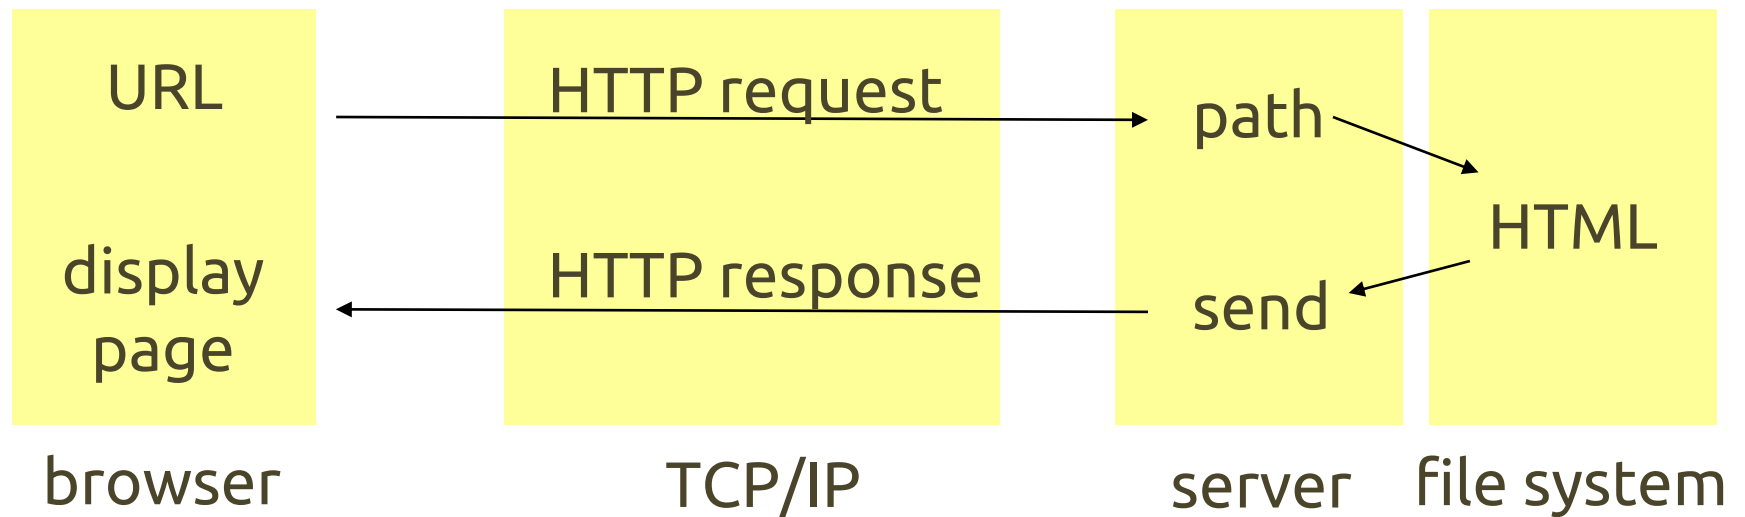 URL
HTTP request
path
HTML
display
page
HTTP response
send
browser
TCP/IP
server
file system